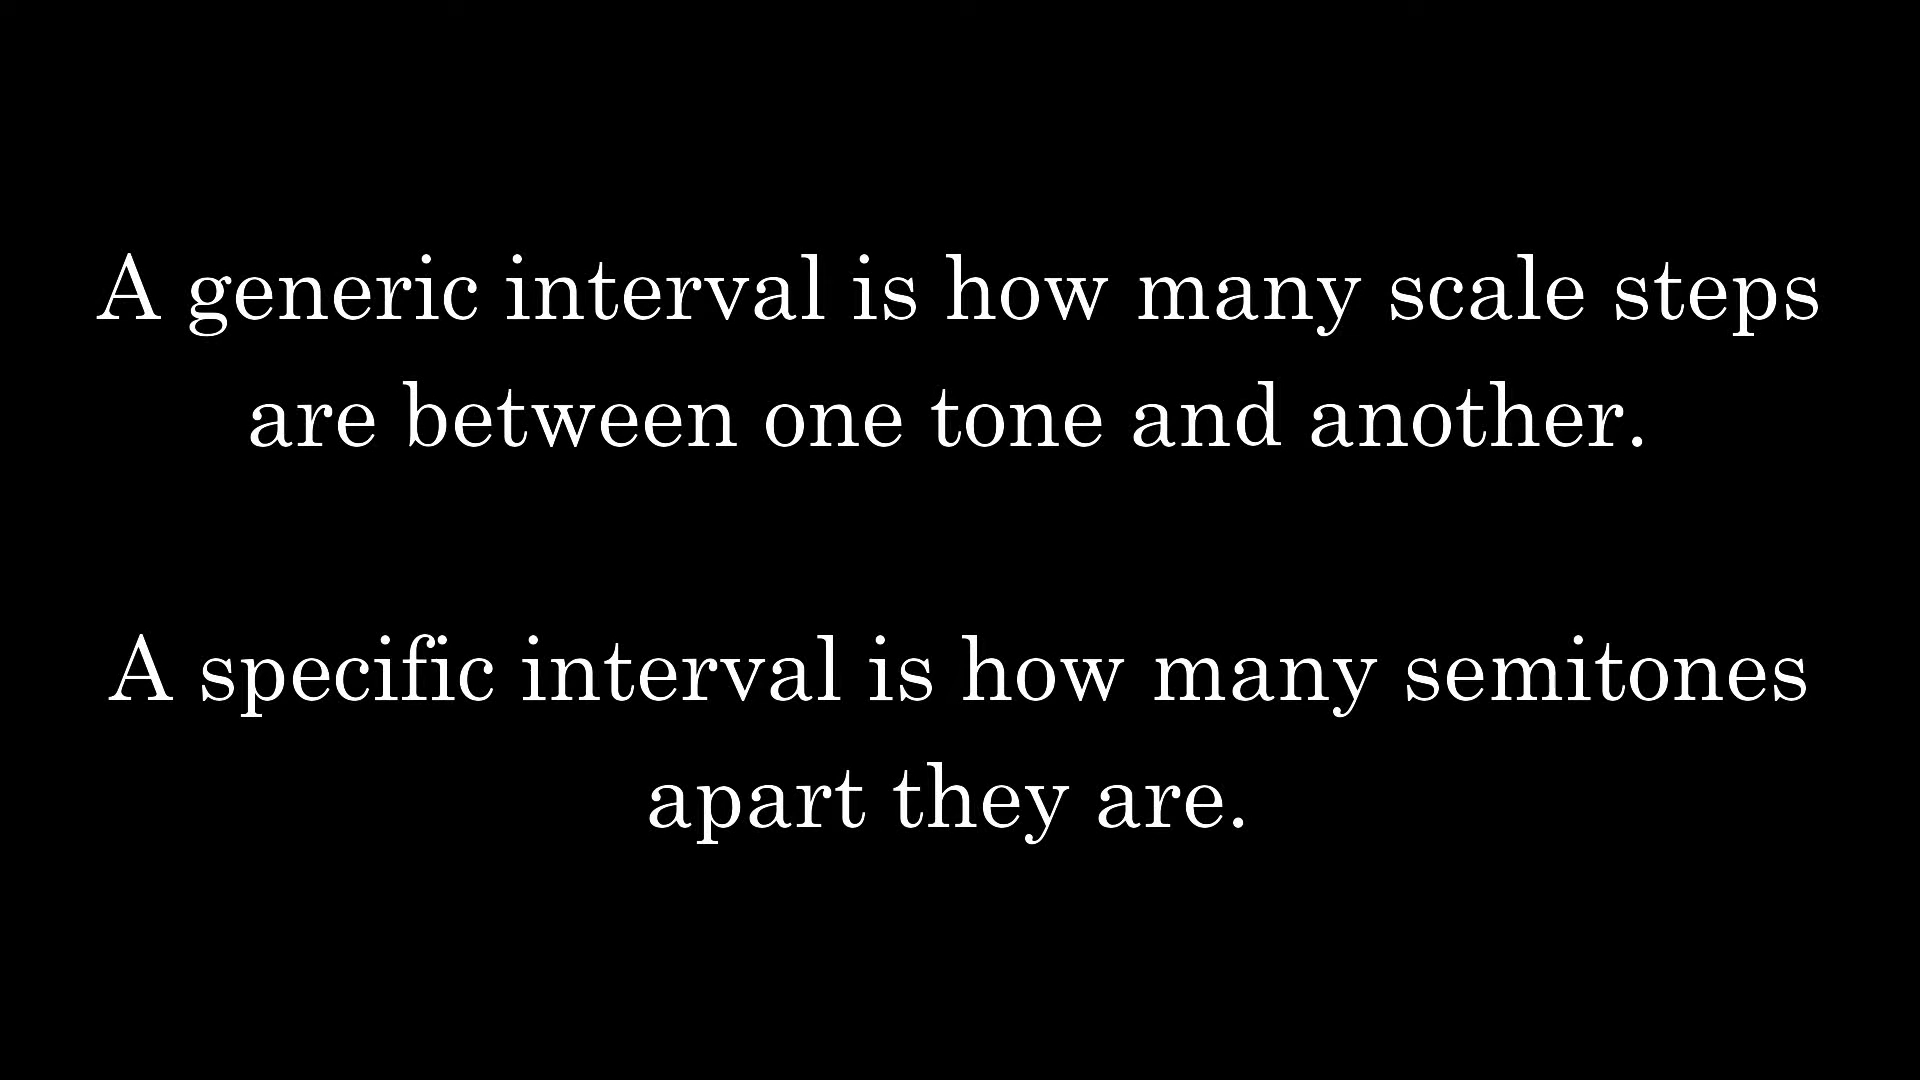 A generic interval is how many scale steps
are between one tone and another.
A specific interval is how many semitones
apart they are.